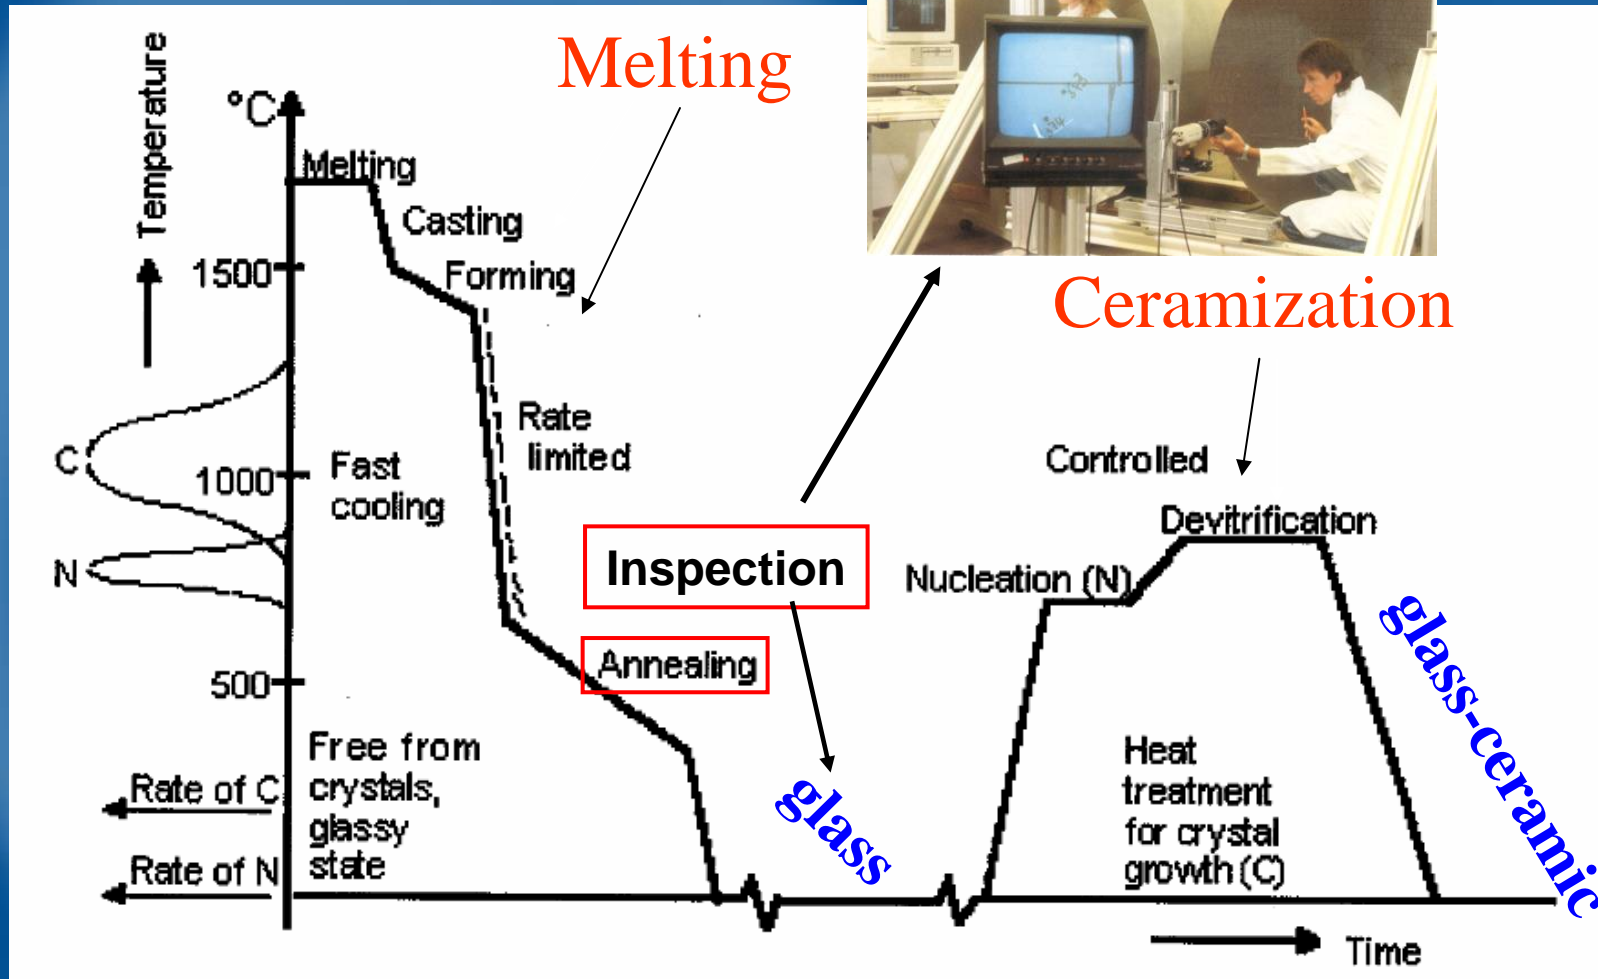 Temperature
°C
Melting
Melting
Casting
1500
Forming
Ceramization
Rate
limited
C
1000
Fast
cooling
Controlled
Devitrification
N
Inspection
Nucleation (N)
glass-ceramic
Annealing
500
Free from
crystals,
glassy
state
Rate of C
Rate of N
glass
Heat
treatment
for crystal
growth (C)
Time